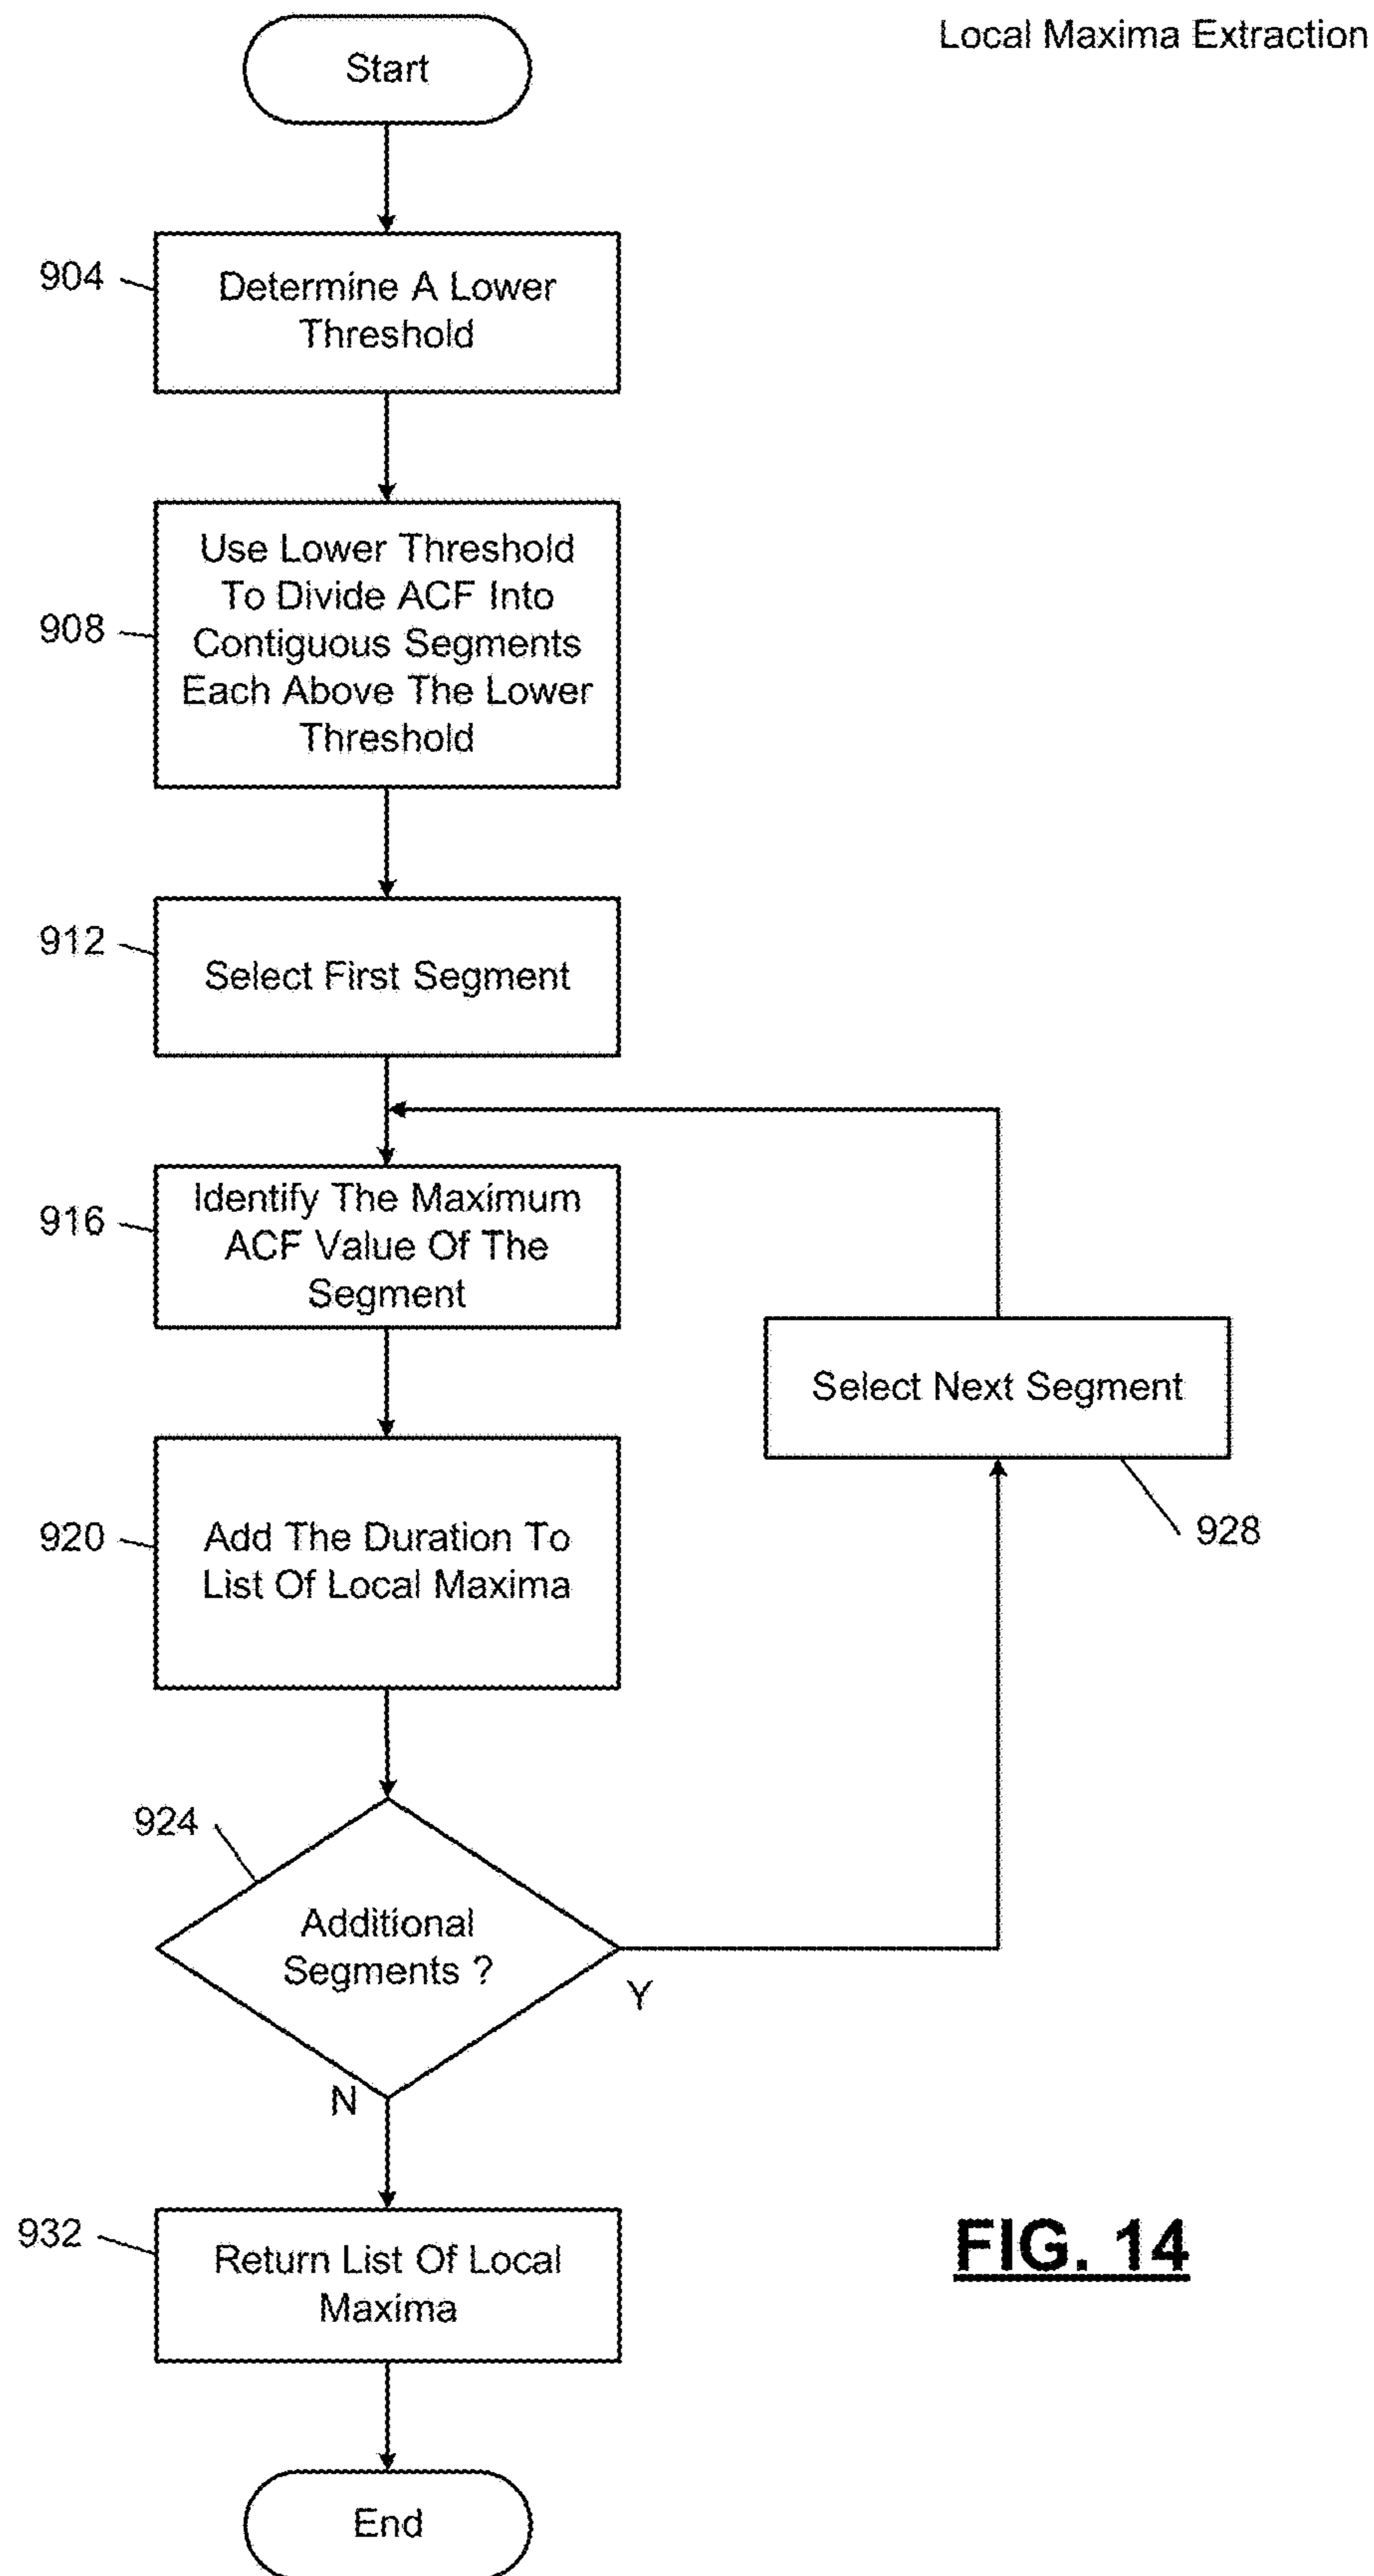 Local Maxima Extraction
Start
904
Determine A Lower
Threshold
908
Use Lower Threshold
To Divide ACF Into
Contiguous Segments
Each Above The Lower
Threshold
912
Select First Segment
916
Identify The Maximum
ACF Value Of The
Segment
Select Next Segment
928
920
Add The Duration To
List Of Local Maxima
924
Additional
Segments ?
Y
N
932
Return List Of Local
Maxima
FIG. 14
End